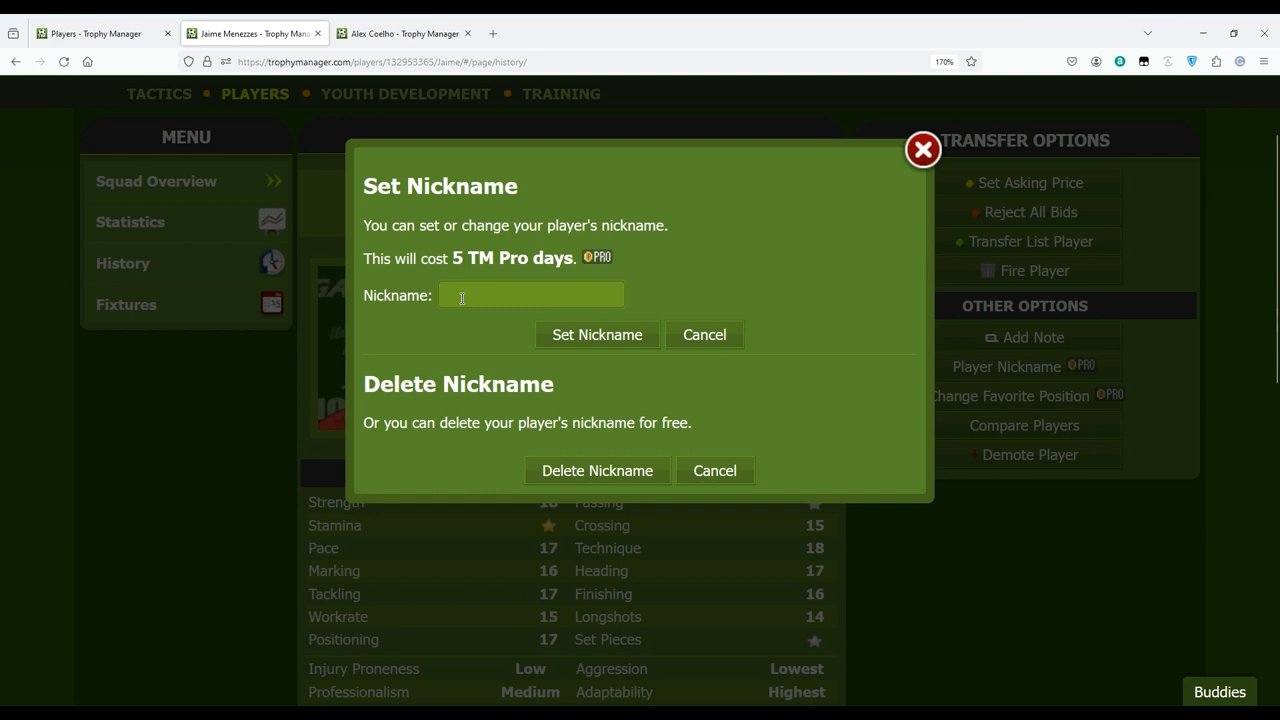 Players - Trophy Manager
Jaime Menezzes - Trophy Mana
Alex Coelho - Trophy Manager
https://trophymanager.com/players/132953365/Jaime/#/page/history/
170%
TACTICS • PLAYERS • YOUTH DEVELOPMENT • TRAINING
MENU
Squad Overview
Statistics
History
Fixtures
Set Nickname
You can set or change your player's nickname.
This will cost 5 TM Pro days. PRO
Nickname:
Set Nickname Cancel
Delete Nickname
Or you can delete your player's nickname for free.
Delete Nickname Cancel
TRANSFER OPTIONS
Set Asking Price
Reject All Bids
Transfer List Player
Fire Player
OTHER OPTIONS
Add Note
Player Nickname PRO
Change Favorite Position PRO
Compare Players
Demote Player
Strength 18 Passing
Stamina Crossing 15
Pace 17 Technique 18
Marking 16 Heading 17
Tackling 17 Finishing 16
Workrate 15 Longshots 14
Positioning 17 Set Pieces
Injury Proneness Low Aggression Lowest
Professionalism Medium Adaptability Highest
Buddies